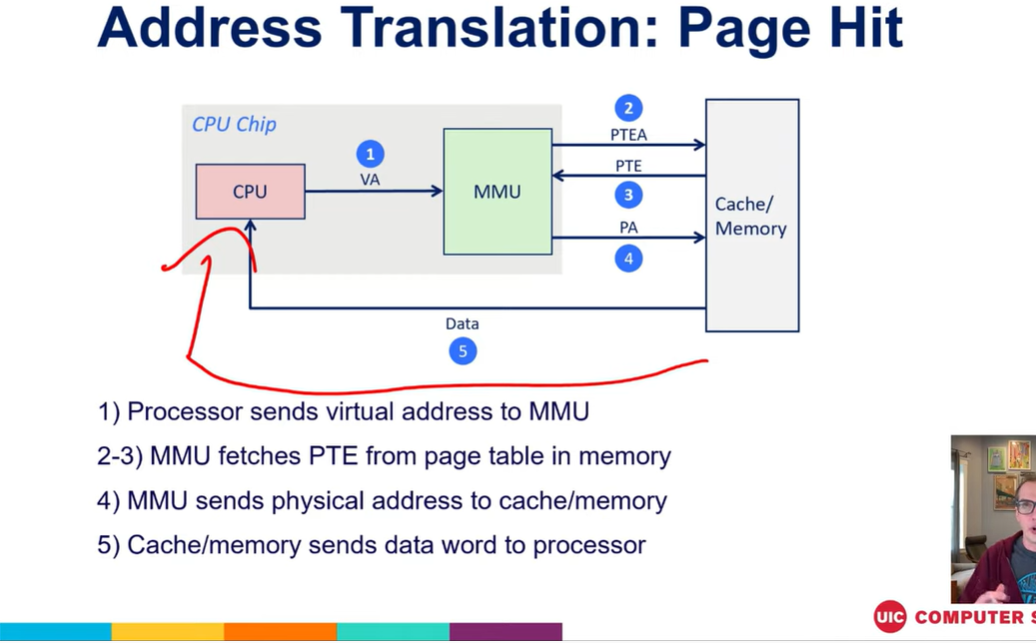 Address Translation: Page Hit
CPU Chip
2
PTEA
1
VA
PTE
CPU
MMU
3
Cache/
Memory
PA
4
Data
5
1) Processor sends virtual address to MMU
2-3) MMU fetches PTE from page table in memory
4) MMU sends physical address to cache/memory
5) Cache/memory sends data word to processor
UIC COMPUTER S